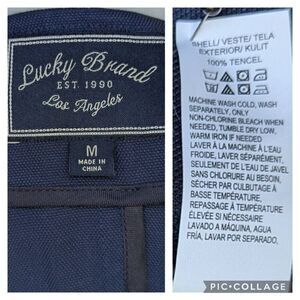 Lucky Brand
EST. 1990
Los Angeles
M
MADE IN
CHINA
SHELL/ VESTE/ TELA
EXTERIOR/ KULIT
100% TENCEL
MACHINE WASH COLD, WASH
SEPARATELY, ONLY
NON-CHLORINE BLEACH WHEN
NEEDED, TUMBLE DRY LOW,
WARM IRON IF NEEDED
LAVER À LA MACHINE À L'EAU
FROIDE, LAVER SÉPARÉMENT,
SEULEMENT DE L'EAU DE JAVEL
SANS CHLORURE AU BESOIN,
SÉCHER PAR CULBUTAGE À
BASSE TEMPÉRATURE,
REPASSAGE À TEMPÉRATURE
ÉLEVÉE SI NÉCESSAIRE
LAVADO A MÁQUINA, AGUA
FRÍA, LAVAR POR SEPARADO,
PIC•COLLAGE